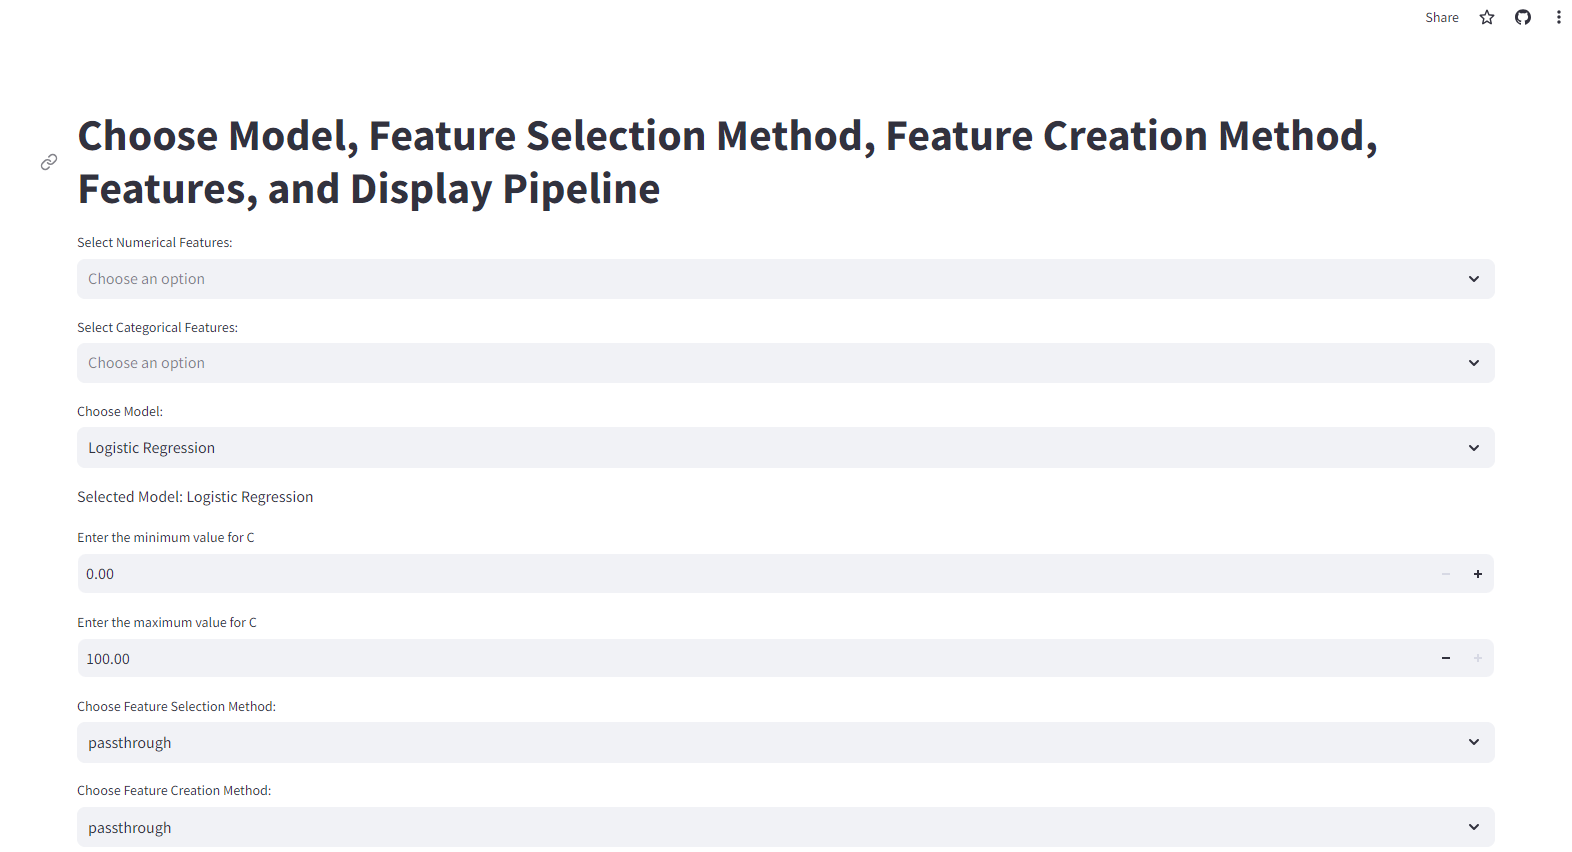 Share
Choose Model, Feature Selection Method, Feature Creation Method,
Features, and Display Pipeline
Select Numerical Features:
Choose an option
Select Categorical Features:
Choose an option
Choose Model:
Logistic Regression
Selected Model: Logistic Regression
Enter the minimum value for C
0.00
Enter the maximum value for C
100.00
Choose Feature Selection Method:
passthrough
Choose Feature Creation Method:
passthrough